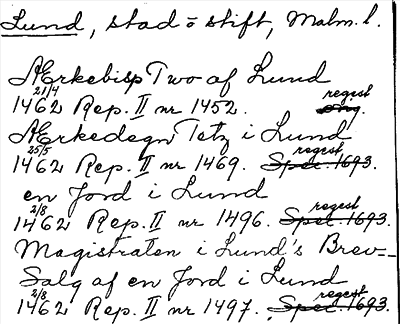 Lund, stad o stift, Malm. l.
Ærkebisp Two af Lund
21/4 regest
1462 Rep. II nr 1452. orig.
Ærkedegn Tetz i Lund
25/5 regest
1462 Rep. II nr 1469. Spec. 1693.
en Jord i Lund
2/8 regest
1462 Rep. II nr 1496. Spec. 1693.
Magistraten i Lund's Brev –
Salg af en Jord i Lund
2/8 regest
1462 Rep. II nr 1497. Spec. 1693.